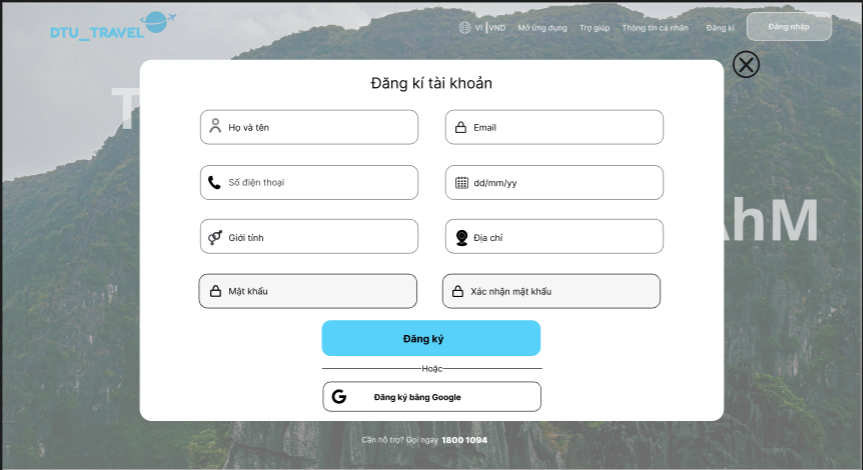 DTU_TRAVEL
VI VND Mở ứng dụng Trợ giúp Thông tin cá nhân Đăng kí Đăng nhập
Đăng kí tài khoản
Họ và tên Email
Số điện thoại dd/mm/yy
Giới tính Địa chỉ
Mật khẩu Xác nhận mật khẩu
Đăng ký
Hoặc
G Đăng ký bằng Google
Cần hỗ trợ? Gọi ngay 1800 1094